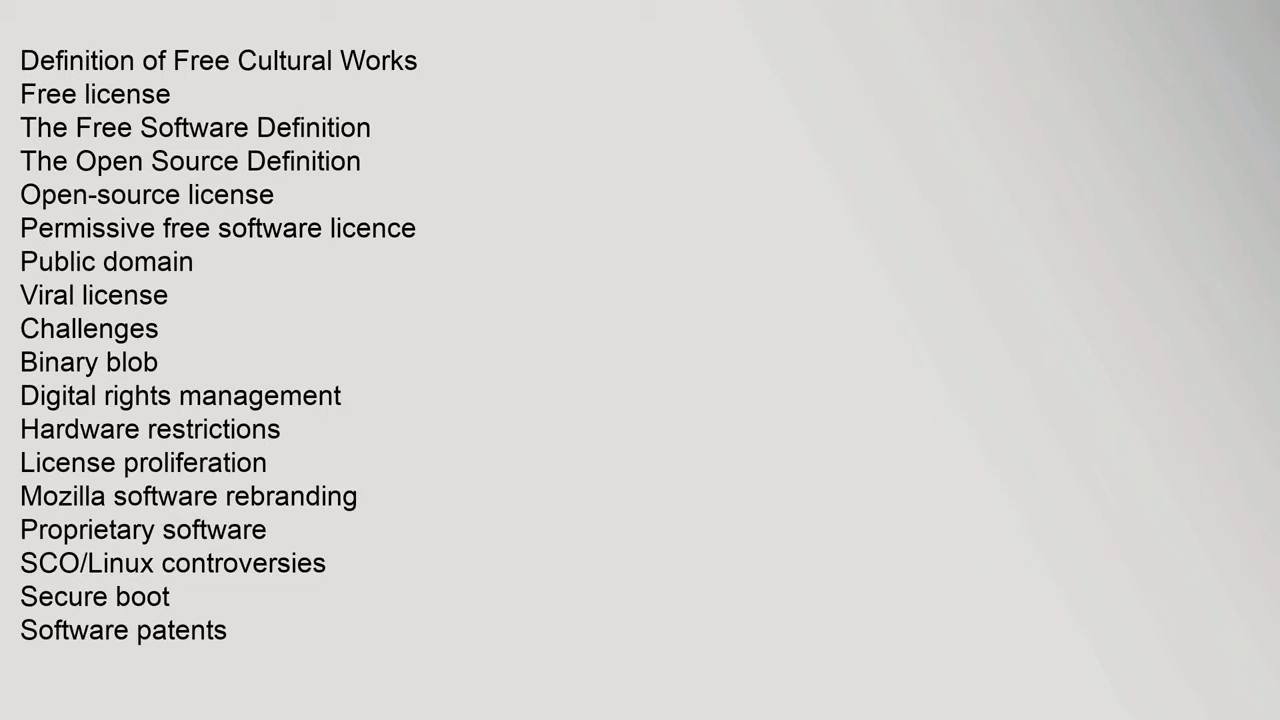 Definition of Free Cultural Works
Free license
The Free Software Definition
The Open Source Definition
Open-source license
Permissive free software licence
Public domain
Viral license
Challenges
Binary blob
Digital rights management
Hardware restrictions
License proliferation
Mozilla software rebranding
Proprietary software
SCO/Linux controversies
Secure boot
Software patents